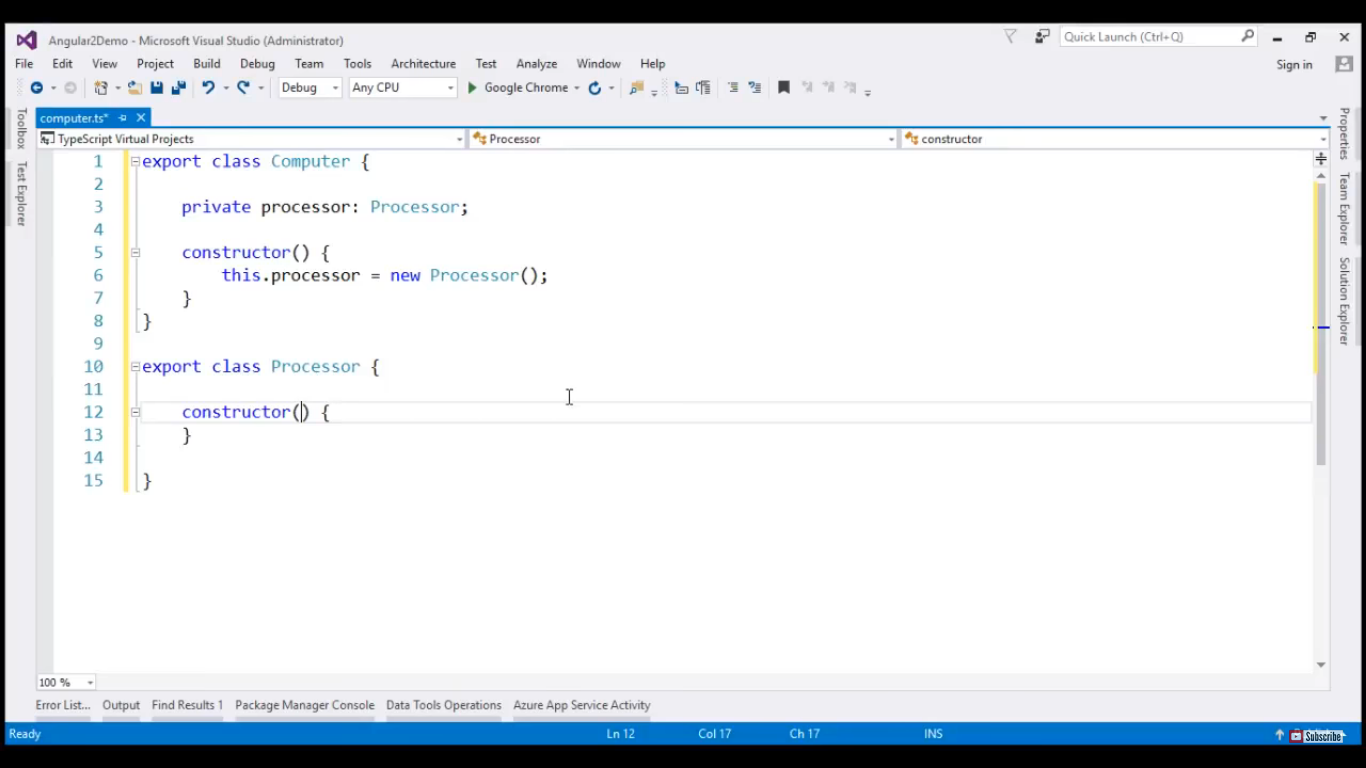 Angular2Demo - Microsoft Visual Studio (Administrator)
Quick Launch (Ctrl+Q)
File Edit View Project Build Debug Team Tools Architecture Test Analyze Window Help
Sign in
Debug Any CPU Google Chrome
computer.ts*
TypeScript Virtual Projects Processor constructor
Toolbox
Test Explorer
Properties
Team Explorer
Solution Explorer
1 export class Computer {
2
3 private processor: Processor;
4
5 constructor() {
6 this.processor = new Processor();
7 }
8 }
9
10 export class Processor {
11
12 constructor() {
13 }
14
15 }
100 %
Error List... Output Find Results 1 Package Manager Console Data Tools Operations Azure App Service Activity
Ready Ln 12 Col 17 Ch 17 INS
Subscribe